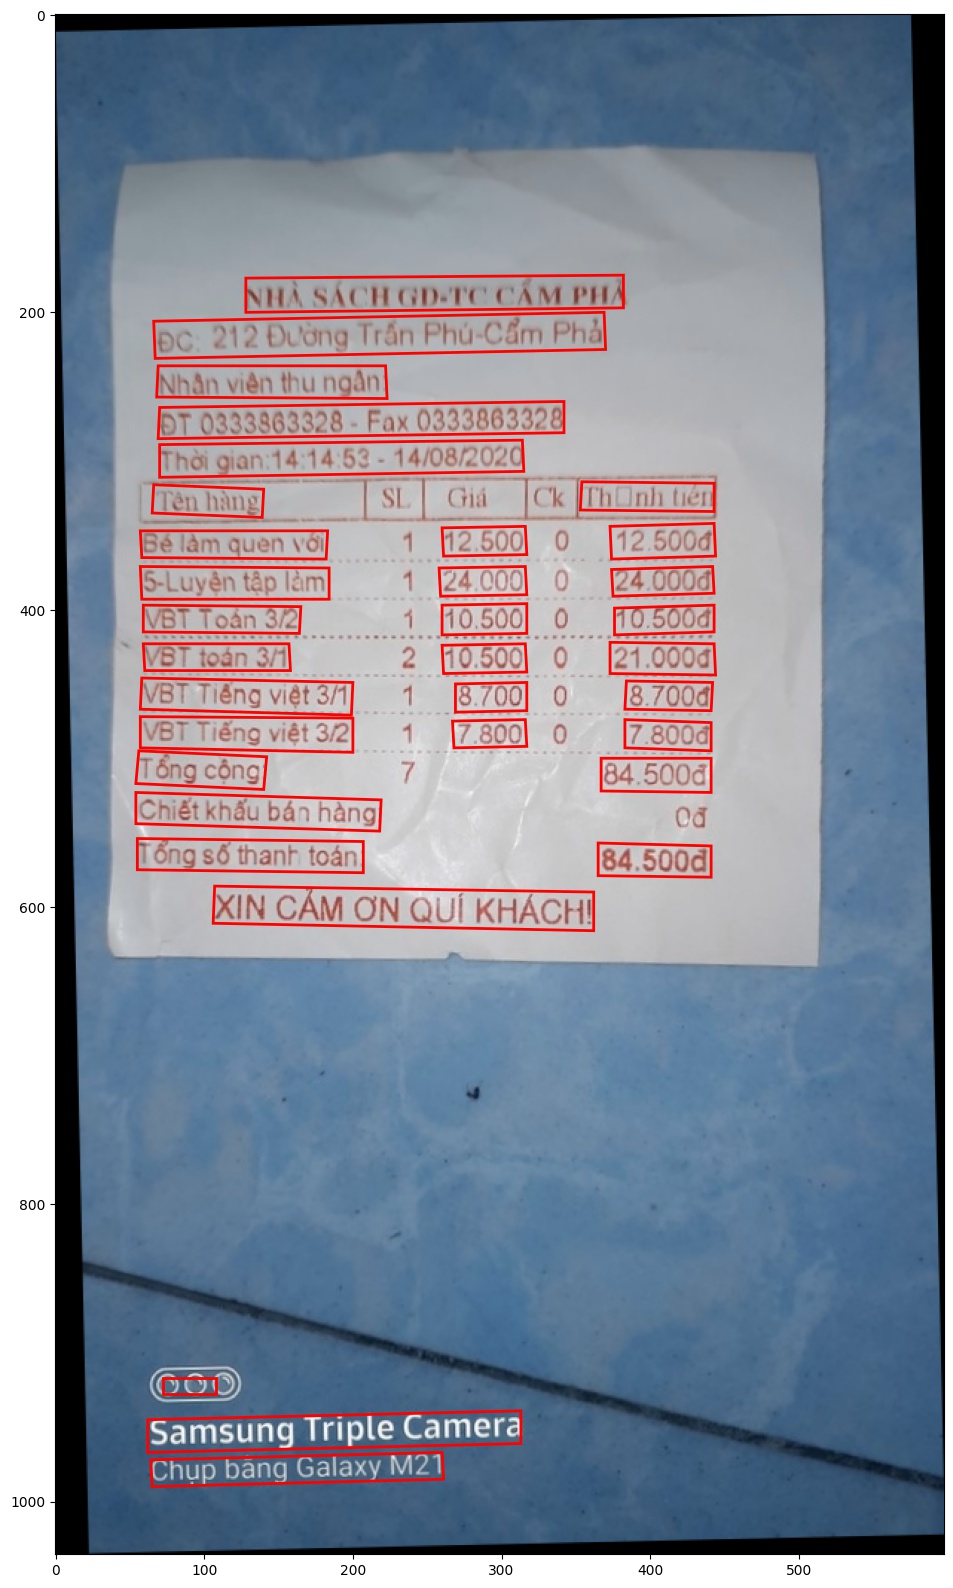 NHÀ SÁCH GD-TC CẨM PHẢ
ĐC: 212 Đường Trần Phú-Cẩm Phả
Nhân viên thu ngân:
ĐT 0333863328 - Fax 0333863328
Thời gian:14:14:53 - 14/08/2020
Tên hàng SL Giá Ck Th□nh tiền
Bé làm quen với 1 12.500 0 12.500đ
5-Luyện tập làm 1 24.000 0 24.000đ
VBT Toán 3/2 1 10.500 0 10.500đ
VBT toán 3/1 2 10.500 0 21.000đ
VBT Tiếng việt 3/1 1 8.700 0 8.700đ
VBT Tiếng việt 3/2 1 7.800 0 7.800đ
Tổng cộng 7 84.500đ
Chiết khấu bán hàng 0đ
Tổng số thanh toán 84.500đ
XIN CẢM ƠN QUÍ KHÁCH!
Samsung Triple Camera
Chụp bằng Galaxy M21
0
200
400
600
800
1000
0 100 200 300 400 500